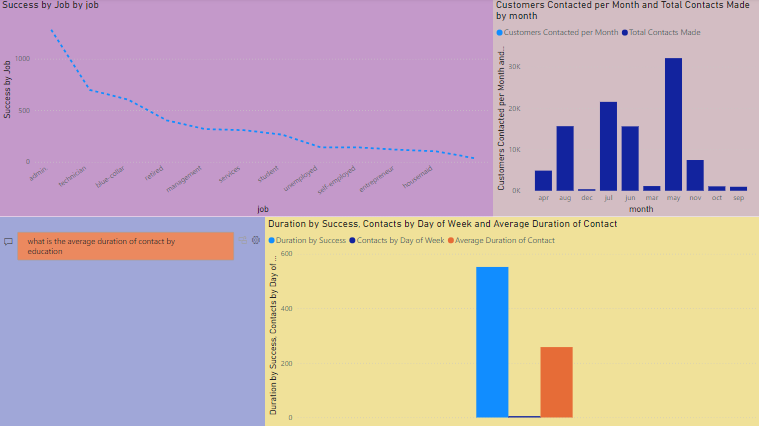 Success by Job by job
Success by Job
1000
500
0
admin.
technician
blue-collar
retired
management
services
student
unemployed
self-employed
entrepreneur
housemaid
job
Customers Contacted per Month and Total Contacts Made
by month
Customers Contacted per Month Total Contacts Made
Customers Contacted per Month and...
30K
20K
10K
0K
apr aug dec jul jun mar may nov oct sep
month
what is the average duration of contact by
education
Duration by Success, Contacts by Day of Week and Average Duration of Contact
Duration by Success Contacts by Day of Week Average Duration of Contact
Duration by Success, Contacts by Day of ...
600
400
200
0